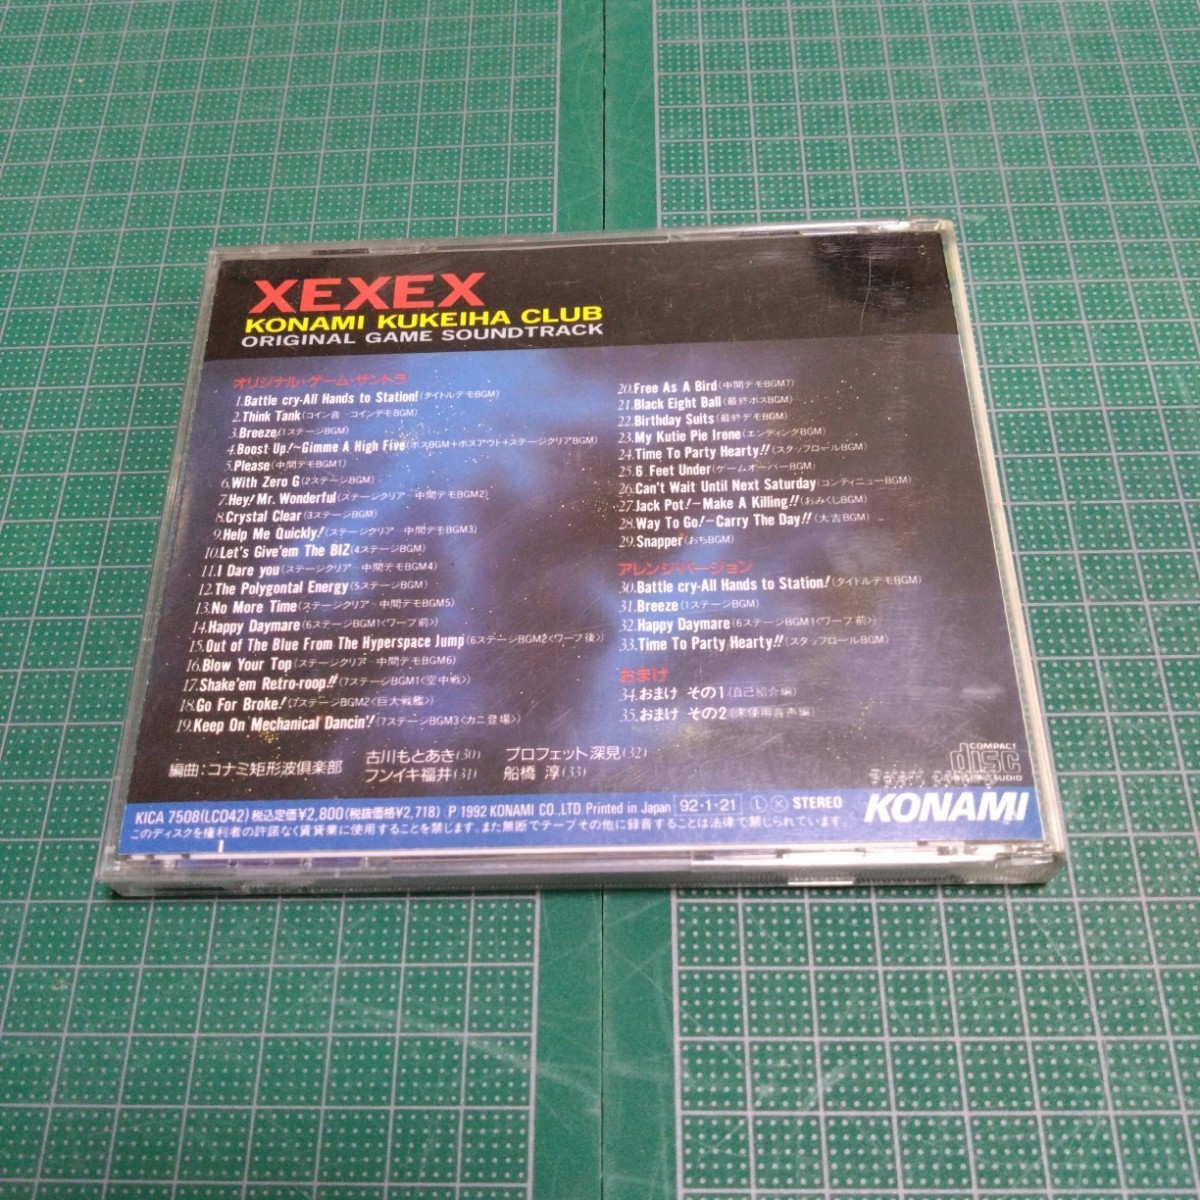 XEXEX
KONAMI KUKEIHA CLUB
ORIGINAL GAME SOUNDTRACK
オリジナル・ゲーム・サントラ
1.Battle cry-All Hands to Station!(タイトルデモBGM)
2.Think Tank(コイン音―コインデモBGM)
3.Breeze(1ステージBGM)
4.Boost Up!~Gimme A High Five(ボスBGM+ボスアウト+ステージクリアBGM)
5.Please(中間デモBGM1)
6.With Zero G(2ステージBGM)
7.Hey! Mr. Wonderful(ステージクリア―中間デモBGM2)
8.Crystal Clear(3ステージBGM)
9.Help Me Quickly!(ステージクリア―中間デモBGM3)
10.Let's Give'em The BIZ(4ステージBGM)
11.I Dare you(ステージクリア―中間デモBGM4)
12.The Polygontal Energy(5ステージBGM)
13.No More Time(ステージクリア―中間デモBGM5)
14.Happy Daymare(6ステージBGM1<ワープ前>)
15.Out of The Blue From The Hyperspace Jump(6ステージBGM2<ワープ後>)
16.Blow Your Top(ステージクリア―中間デモBGM6)
17.Shake'em Retro-roop!!(7ステージBGM1<空中戦>)
18.Go For Broke!(7ステージBGM2<巨大戦艦>)
19.Keep On Mechanical Dancin'!(7ステージBGM3<カニ登場>)
20.Free As A Bird(中間デモBGM7)
21.Black Eight Ball(最終ボスBGM)
22.Birthday Suits(最終デモBGM)
23.My Kutie Pie Irene(エンディングBGM)
24.Time To Party Hearty!!(スタッフロールBGM)
25.6 Feet Under(ゲームオーバーBGM)
26.Can't Wait Until Next Saturday(コンティニューBGM)
27.Jack Pot!-Make A Killing!!(おみくじBGM)
28.Way To Go!-Carry The Day!!(大吉BGM)
29.Snapper(おちBGM)
アレンジ・バージョン
30.Battle cry-All Hands to Station!(タイトルデモBGM)
31.Breeze(1ステージBGM)
32.Happy Daymare(6ステージBGM1<ワープ前>)
33.Time To Party Hearty!!(スタッフロールBGM)
おまけ
34.おまけ その1(自己紹介編)
35.おまけ その2(未使用音声編)
編曲:コナミ矩形波倶楽部
古川もとあき(30) プロフェット深見(32)
フンイキ福井(31) 船橋 淳(33)
COMPACT
disc
KICA 7508(LC042)税込定価¥2,800(税抜価格¥2,718) P1992 KONAMI CO.,LTD. Printed in Japan 92・1・21 L X STEREO KONAMI
このディスクを権利者の許諾なく賃貸業に使用することを禁じます。また無断でテープその他に録音することは法律で禁じられています。